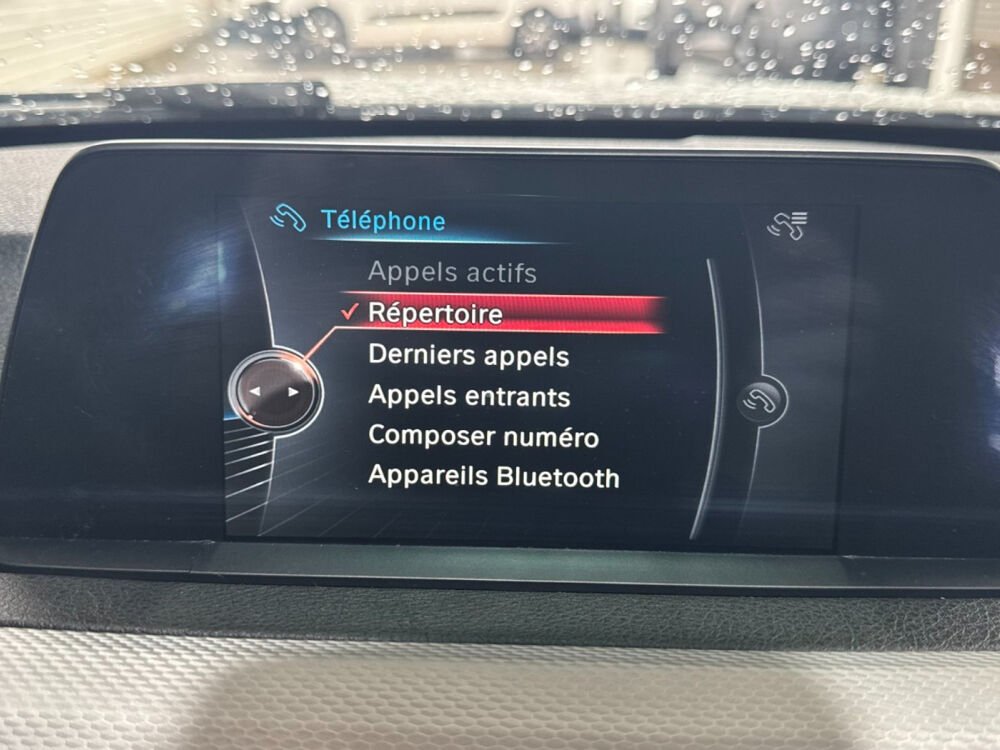 Téléphone
Appels actifs
Répertoire
Derniers appels
Appels entrants
Composer numéro
Appareils Bluetooth